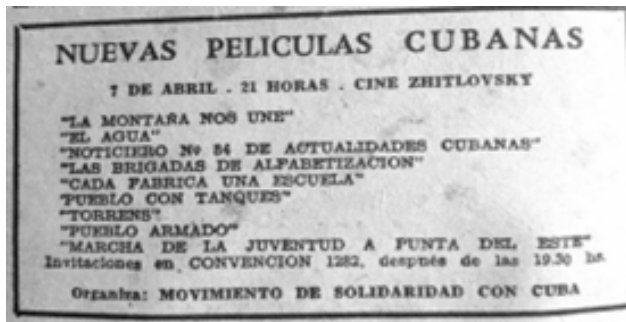 NUEVAS PELICULAS CUBANAS
7 DE ABRIL . 21 HORAS . CINE ZHITLOVSKY
"LA MONTAÑA NOS UNE"
"EL AGUA"
"NOTICIERO Nº 84 DE ACTUALIDADES CUBANAS"
"LAS BRIGADAS DE ALFABETIZACION"
"CADA FABRICA UNA ESCUELA"
"PUEBLO CON TANQUES"
"TORRENS"
"PUEBLO ARMADO"
"MARCHA DE LA JUVENTUD A PUNTA DEL ESTE"
Invitaciones en CONVENCION 1282, después de las 19.30 hs.
Organiza: MOVIMIENTO DE SOLIDARIDAD CON CUBA